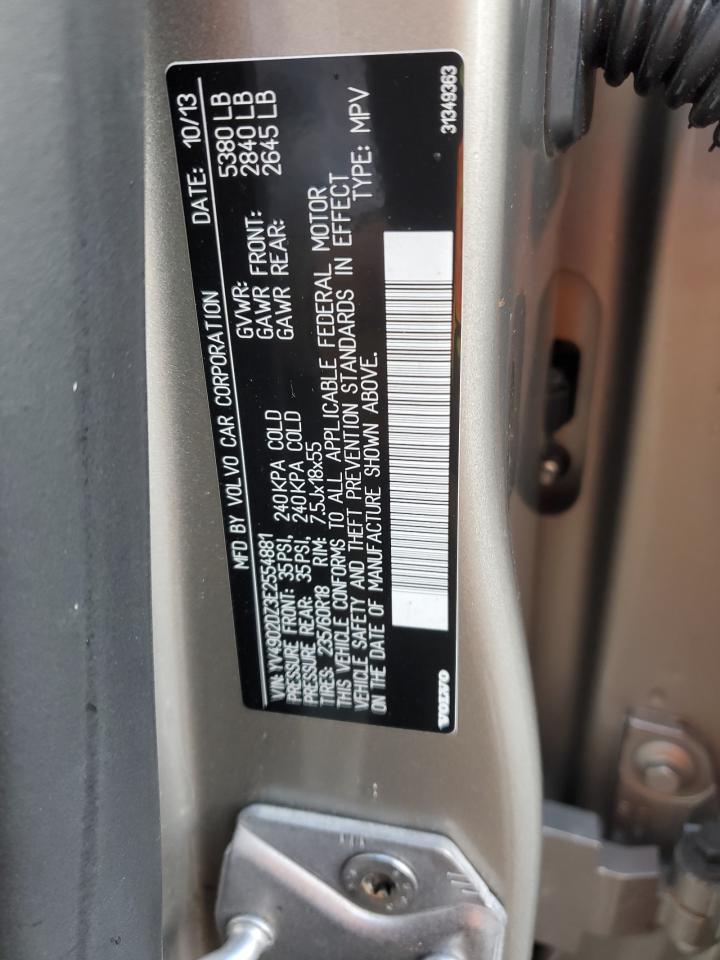 MFD BY VOLVO CAR CORPORATION DATE: 10/13
GVWR: 5380 LB
GAWR FRONT: 2840 LB
GAWR REAR: 2645 LB
VIN: YV4902DZ3E2554881
PRESSURE FRONT: 35PSI, 240KPA COLD
PRESSURE REAR: 35PSI, 240KPA COLD
TIRES: 235/60R18 RIM: 7.5Jx18x55
THIS VEHICLE CONFORMS TO ALL APPLICABLE FEDERAL MOTOR
VEHICLE SAFETY AND THEFT PREVENTION STANDARDS IN EFFECT
ON THE DATE OF MANUFACTURE SHOWN ABOVE. TYPE: MPV
VOLVO 31349363